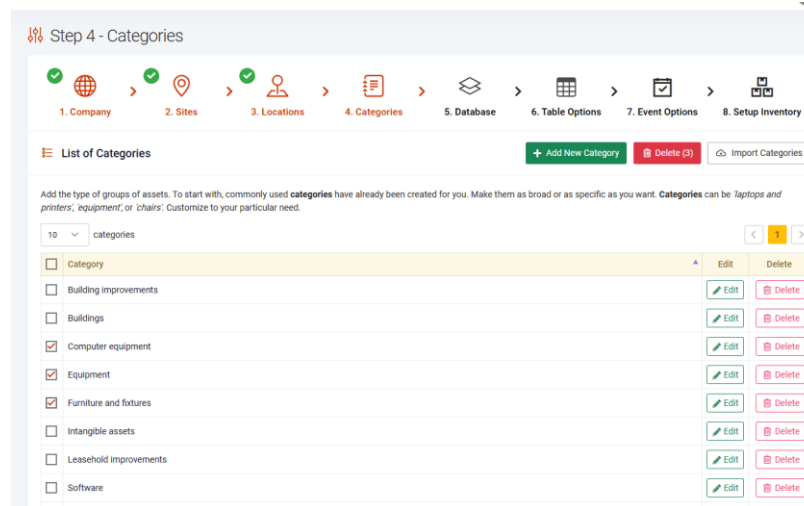 Step 4 - Categories
1. Company
2. Sites
3. Locations
4. Categories
5. Database
6. Table Options
7. Event Options
8. Setup Inventory
List of Categories
+ Add New Category
Delete (3)
Import Categories
Add the type of groups of assets. To start with, commonly used categories have already been created for you. Make them as broad or as specific as you want. Categories can be 'laptops and
printers', 'equipment', or 'chairs'. Customize to your particular need.
10 categories
< 1 >
Category Edit Delete
Building improvements Edit Delete
Buildings Edit Delete
Computer equipment Edit Delete
Equipment Edit Delete
Furniture and fixtures Edit Delete
Intangible assets Edit Delete
Leasehold improvements Edit Delete
Software Edit Delete